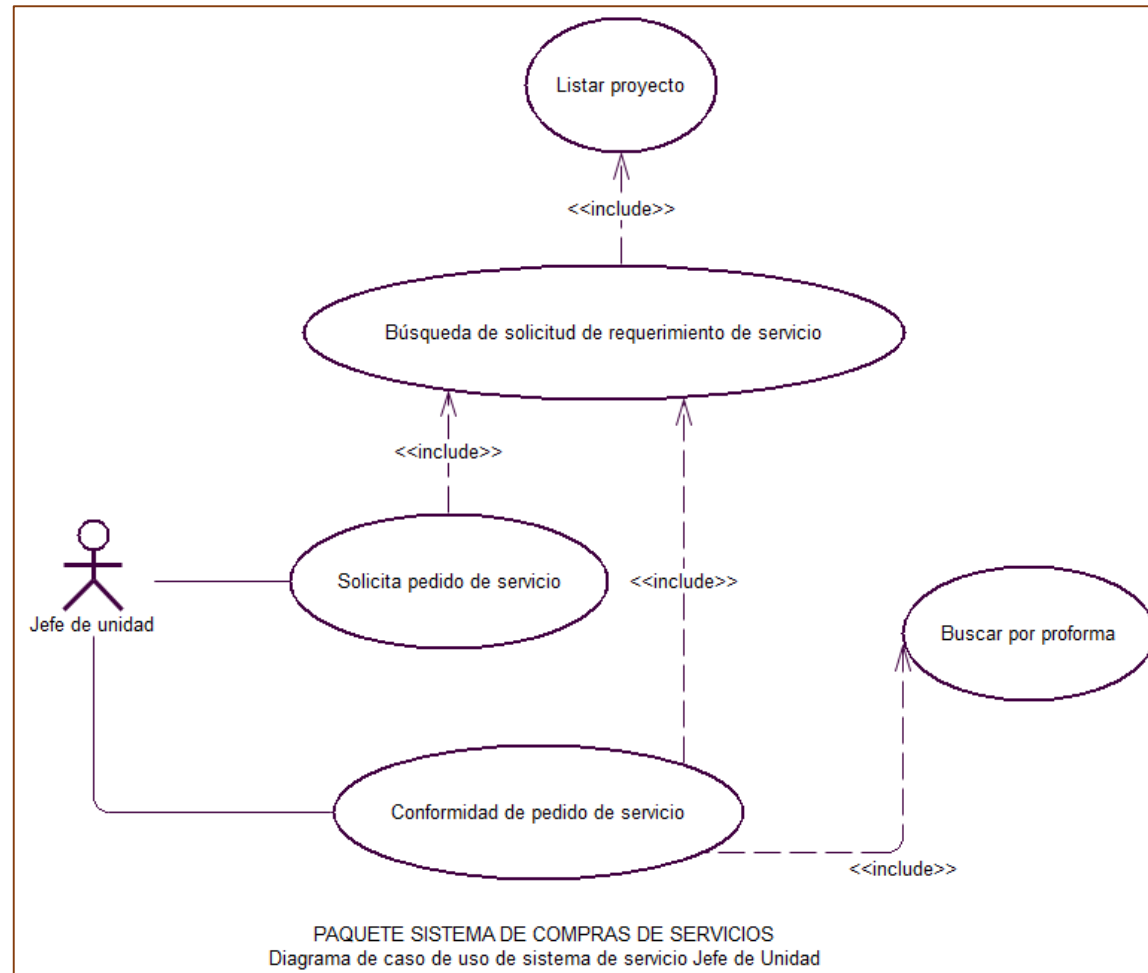 Listar proyecto
<<include>>
Búsqueda de solicitud de requerimiento de servicio
<<include>>
Solicita pedido de servicio
<<include>>
Jefe de unidad
Buscar por proforma
Conformidad de pedido de servicio
<<include>>
PAQUETE SISTEMA DE COMPRAS DE SERVICIOS
Diagrama de caso de uso de sistema de servicio Jefe de Unidad